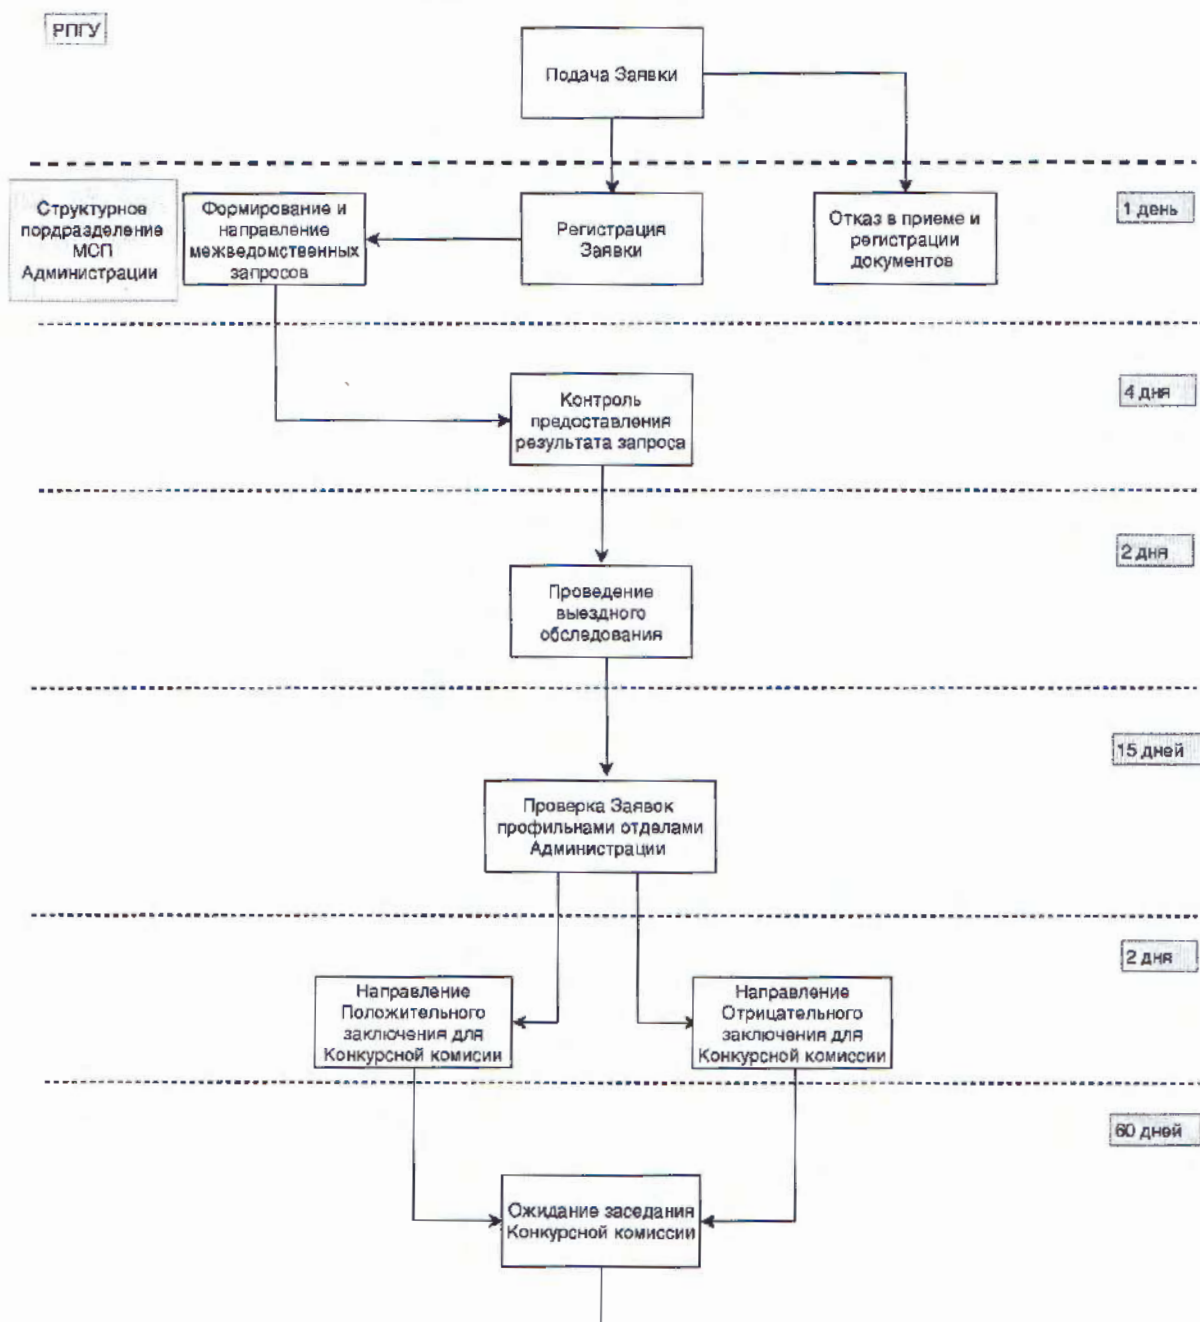 РПГУ
Подача Заявки
Структурное
пордразделение
МСП
Администрации
Формирование и
направление
межведомственных
запросов
Регистрация
Заявки
Отказ в приеме и
регистрации
документов
1 день
Контроль
предоставления
результата запроса
4 дня
2 дня
Проведение
выездного
обследования
15 дней
Проверка Заявок
профильнами отделами
Администрации
2 дня
Направление
Положительного
заключения для
Конкурсной комисии
Направление
Отрицательного
заключения для
Конкурсной комиссии
60 дней
Ожидание заседания
Конкурсной комиссии